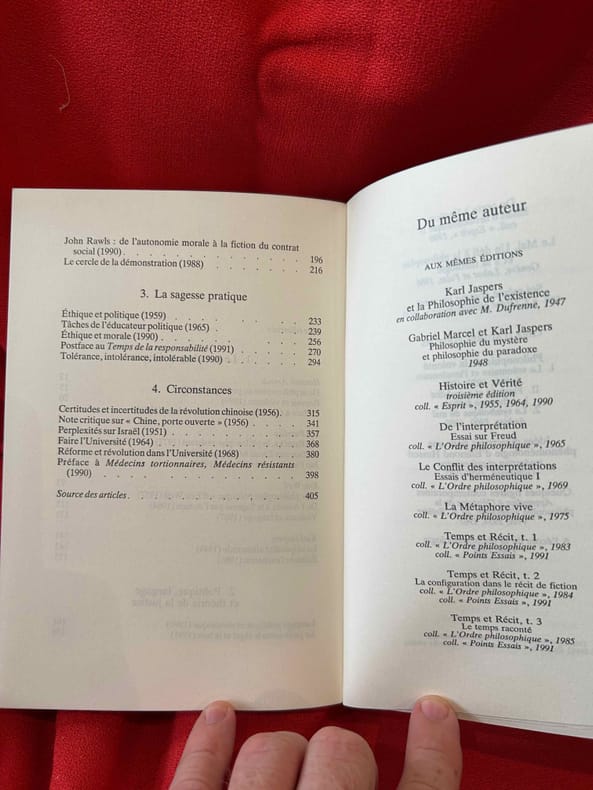 John Rawls : de l'autonomie morale à la fiction du contrat
social (1990) . . . . . . . . . . . . 196
Le cercle de la démonstration (1988) . . . . . . . 216
3. La sagesse pratique
Éthique et politique (1959) . . . . . . . . . 233
Tâches de l'éducateur politique (1965) . . . . . . 239
Éthique et morale (1990) . . . . . . . . . 256
Postface au Temps de la responsabilité (1991) . . . . . 270
Tolérance, intolérance, intolérable (1990) . . . . . 294
4. Circonstances
Certitudes et incertitudes de la révolution chinoise (1956). 315
Note critique sur « Chine, porte ouverte » (1956) . . . . 341
Perplexités sur Israël (1951) . . . . . . . . 357
Faire l'Université (1964) . . . . . . . . . 368
Réforme et révolution dans l'Université (1968) . . . . 380
Préface à Médecins tortionnaires, Médecins résistants
(1990) . . . . . . . . . . . . 398
Source des articles . . . . . . . . . . . 405
Du même auteur
AUX MÊMES ÉDITIONS
Karl Jaspers
et la Philosophie de l'existence
en collaboration avec M. Dufrenne, 1947
Gabriel Marcel et Karl Jaspers
Philosophie du mystère
et philosophie du paradoxe
1948
Histoire et Vérité
troisième édition
coll. « Esprit », 1955, 1964, 1990
De l'interprétation
Essai sur Freud
coll. « L'Ordre philosophique », 1965
Le Conflit des interprétations
Essais d'herméneutique I
coll. « L'Ordre philosophique », 1969
La Métaphore vive
coll. « L'Ordre philosophique », 1975
Temps et Récit, t. 1
coll. « L'Ordre philosophique », 1983
coll. « Points Essais », 1991
Temps et Récit, t. 2
La configuration dans le récit de fiction
coll. « L'Ordre philosophique », 1984
coll. « Points Essais », 1991
Temps et Récit, t. 3
Le temps raconté
coll. « L'Ordre philosophique », 1985
coll. « Points Essais », 1991